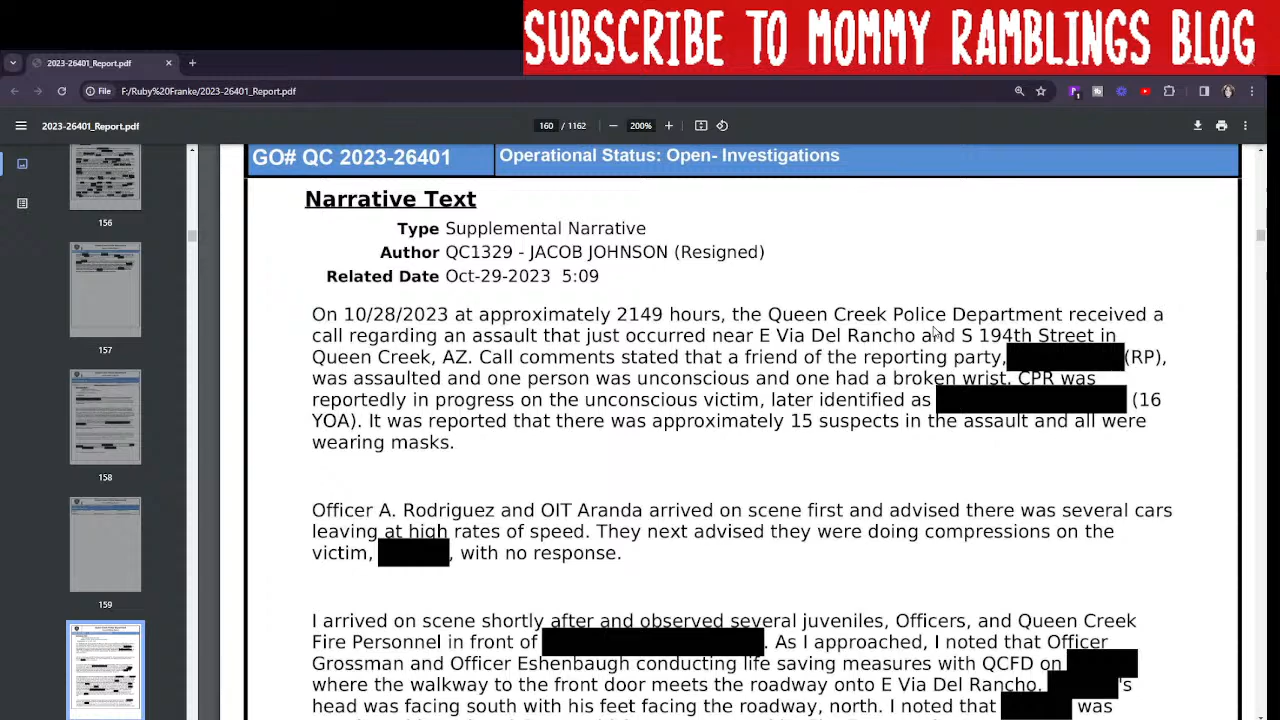 SUBSCRIBE TO MOMMY RAMBLINGS BLOG
2023-26401_Report.pdf
File F:/Ruby%20Franke/2023-26401_Report.pdf
2023-26401_Report.pdf 160 / 1162 200%
GO# QC 2023-26401 Operational Status: Open- Investigations
Narrative Text
Type Supplemental Narrative
Author QC1329 - JACOB JOHNSON (Resigned)
Related Date Oct-29-2023 5:09
On 10/28/2023 at approximately 2149 hours, the Queen Creek Police Department received a
call regarding an assault that just occurred near E Via Del Rancho and S 194th Street in
Queen Creek, AZ. Call comments stated that a friend of the reporting party, (RP),
was assaulted and one person was unconscious and one had a broken wrist. CPR was
reportedly in progress on the unconscious victim, later identified as (16
YOA). It was reported that there was approximately 15 suspects in the assault and all were
wearing masks.
Officer A. Rodriguez and OIT Aranda arrived on scene first and advised there was several cars
leaving at high rates of speed. They next advised they were doing compressions on the
victim, , with no response.
I arrived on scene shortly after and observed several juveniles, Officers, and Queen Creek
Fire Personnel in front of . As I approached, I noted that Officer
Grossman and Officer Eshenbaugh conducting life saving measures with QCFD on
where the walkway to the front door meets the roadway onto E Via Del Rancho. 's
head was facing south with his feet facing the roadway, north. I noted that was
156
157
158
159